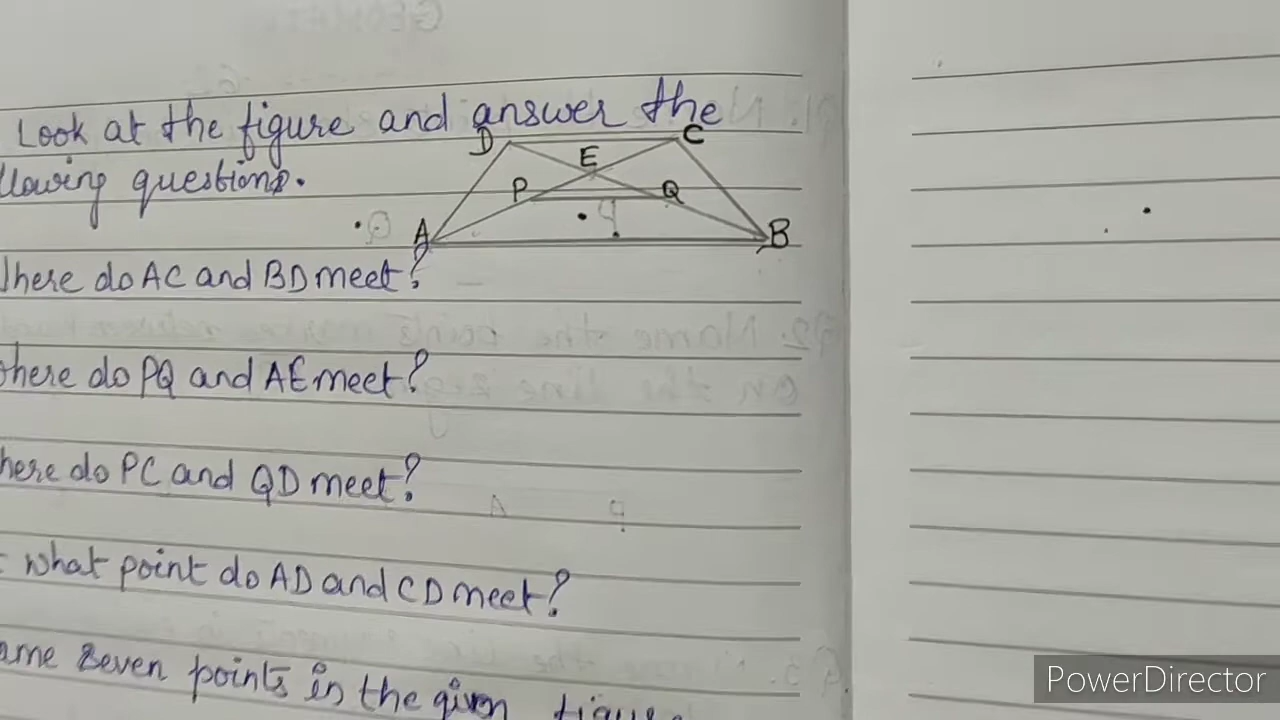 Look at the figure and answer the
llowing questions.
D C
E
P Q
A B
here do AC and BD meet?
here do PQ and AE meet?
here do PC and QD meet?
what point do AD and CD meet?
ame seven points in the given figure
PowerDirector